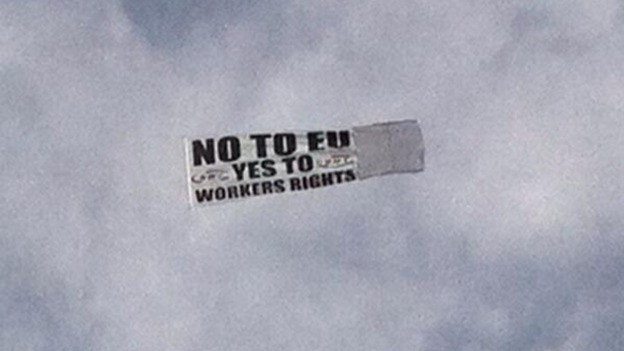 NO TO EU
YES TO
WORKERS RIGHTS